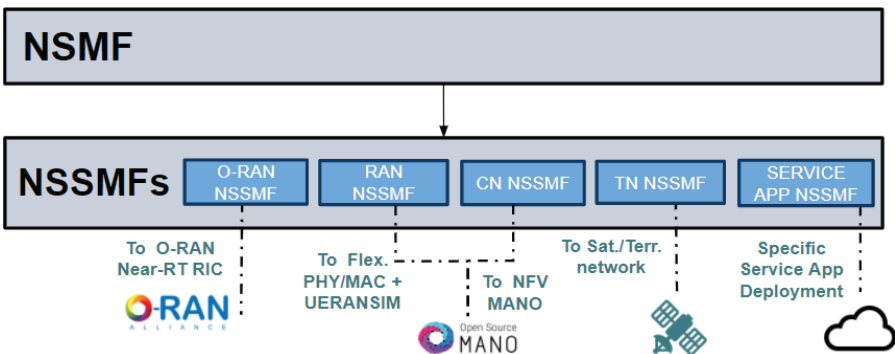 NSMF
NSSMFs
O-RAN
NSSMF
RAN
NSSMF
CN NSSMF
TN NSSMF
SERVICE
APP NSSMF
To O-RAN
Near-RT RIC
To Flex.
PHY/MAC +
UERANSIM
To NFV
MANO
To Sat./Terr.
network
Specific
Service App
Deployment
O-RAN
ALLIANCE
Open Source
MANO